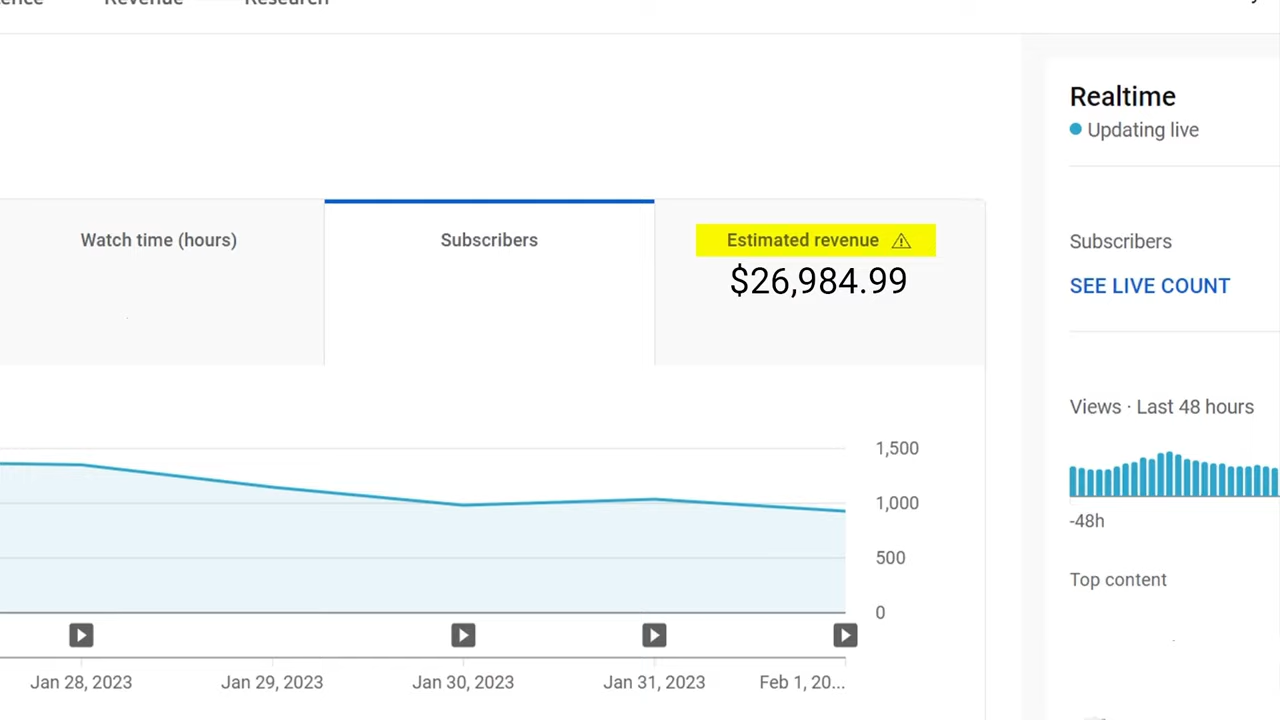 Revenue Research
Realtime
Updating live
Watch time (hours) Subscribers Estimated revenue
$26,984.99
Subscribers
SEE LIVE COUNT
Views · Last 48 hours
1,500
1,000
500
0
-48h
Top content
Jan 28, 2023 Jan 29, 2023 Jan 30, 2023 Jan 31, 2023 Feb 1, 20...